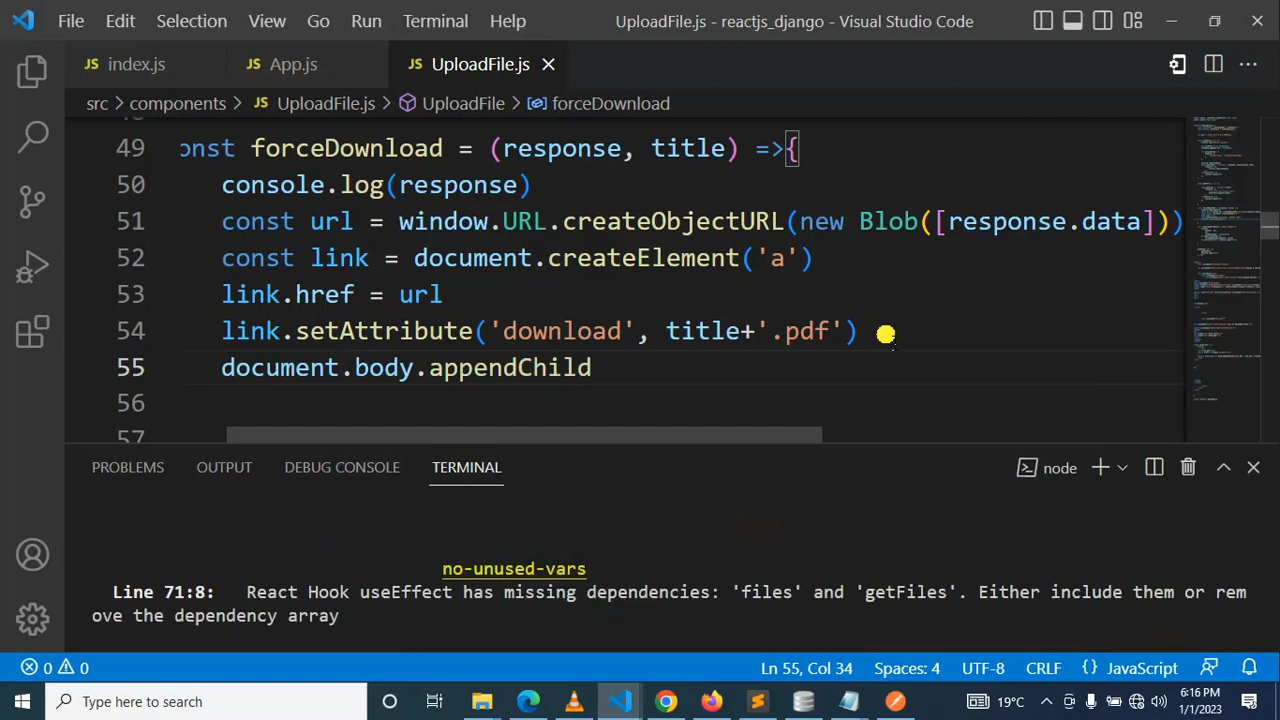 File Edit Selection View Go Run Terminal Help UploadFile.js - reactjs_django - Visual Studio Code
JS index.js JS App.js JS UploadFile.js
src > components > JS UploadFile.js > UploadFile > forceDownload
49 onst forceDownload = (response, title) =>{
50 console.log(response)
51 const url = window.URL.createObjectURL(new Blob([response.data]))
52 const link = document.createElement('a')
53 link.href = url
54 link.setAttribute('download', title+'.pdf')
55 document.body.appendChild
56
57
PROBLEMS OUTPUT DEBUG CONSOLE TERMINAL node
no-unused-vars
Line 71:8: React Hook useEffect has missing dependencies: 'files' and 'getFiles'. Either include them or rem
ove the dependency array
0 0 Ln 55, Col 34 Spaces: 4 UTF-8 CRLF {} JavaScript
Type here to search 19°C 6:16 PM
1/1/2023